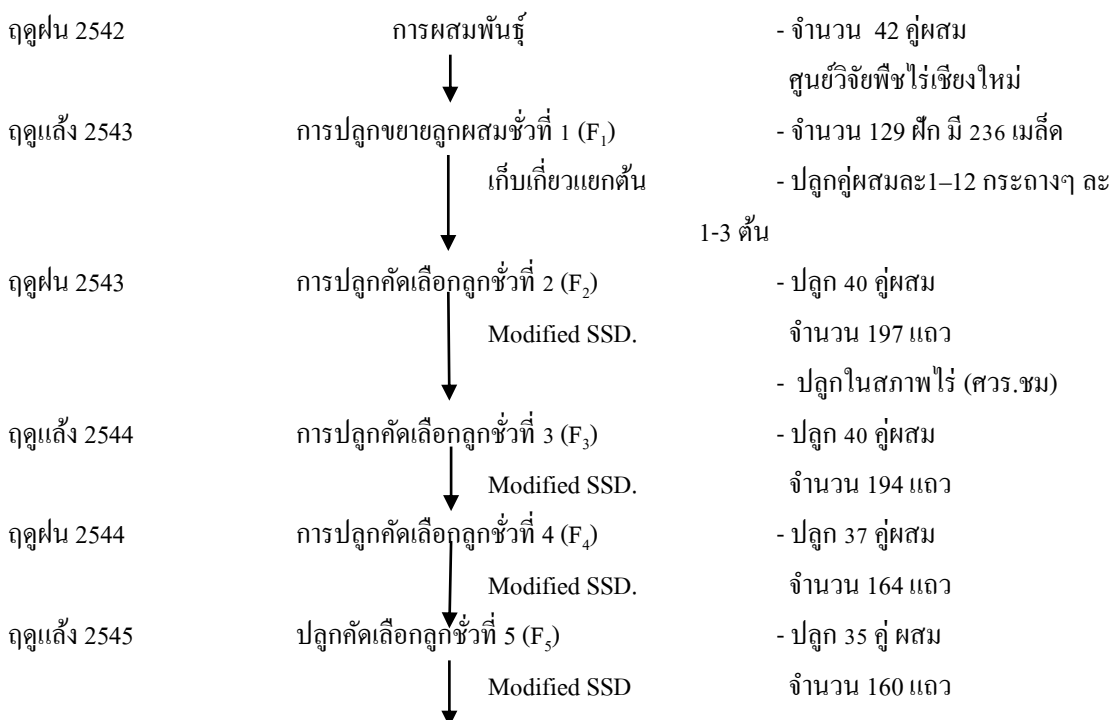 ฤดูฝน 2542 การผสมพันธุ์ - จำนวน 42 คู่ผสม
ศูนย์วิจัยพืชไร่เชียงใหม่
ฤดูแล้ง 2543 การปลูกขยายลูกผสมชั่วที่ 1 (F₁) - จำนวน 129 ฝัก มี 236 เมล็ด
เก็บเกี่ยวแยกต้น - ปลูกคู่ผสมละ1–12 กระถางๆ ละ
1-3 ต้น
ฤดูฝน 2543 การปลูกคัดเลือกลูกชั่วที่ 2 (F₂) - ปลูก 40 คู่ผสม
Modified SSD. จำนวน 197 แถว
- ปลูกในสภาพไร่ (ศวร.ชม)
ฤดูแล้ง 2544 การปลูกคัดเลือกลูกชั่วที่ 3 (F₃) - ปลูก 40 คู่ผสม
Modified SSD. จำนวน 194 แถว
ฤดูฝน 2544 การปลูกคัดเลือกลูกชั่วที่ 4 (F₄) - ปลูก 37 คู่ผสม
Modified SSD. จำนวน 164 แถว
ฤดูแล้ง 2545 ปลูกคัดเลือกลูกชั่วที่ 5 (F₅) - ปลูก 35 คู่ ผสม
Modified SSD จำนวน 160 แถว